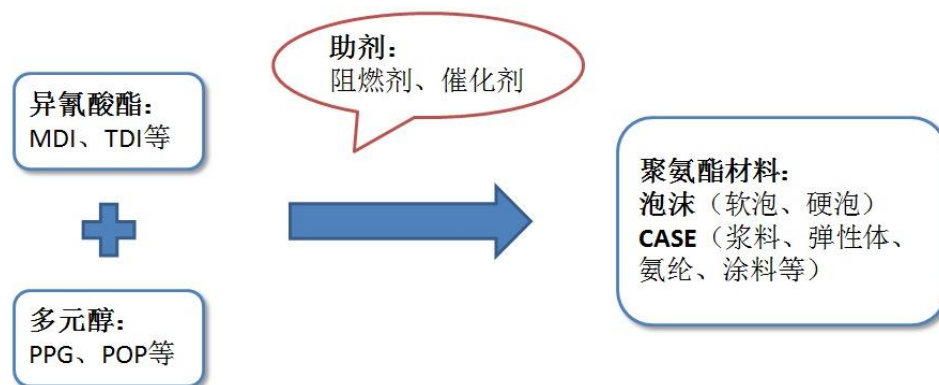 助剂：
阻燃剂、催化剂
异氰酸酯：
MDI、TDI等
多元醇：
PPG、POP等
聚氨酯材料：
泡沫（软泡、硬泡）
CASE（浆料、弹性体、
氨纶、涂料等）